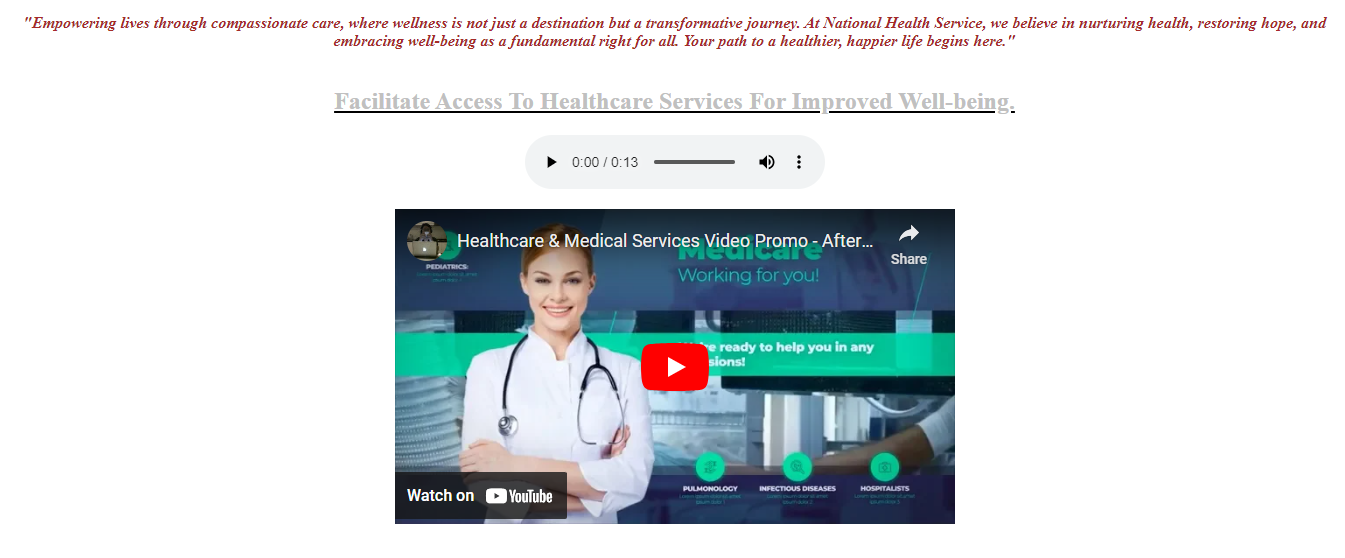 "Empowering lives through compassionate care, where wellness is not just a destination but a transformative journey. At National Health Service, we believe in nurturing health, restoring hope, and
embracing well-being as a fundamental right for all. Your path to a healthier, happier life begins here."
Facilitate Access To Healthcare Services For Improved Well-being.
0:00 / 0:13
Healthcare & Medical Services Video Promo - After...
Share
Medicare
Working for you!
PEDIATRICS
re ready to help you in any
sions!
PULMONOLOGY INFECTIOUS DISEASES HOSPITALISTS
Watch on YouTube